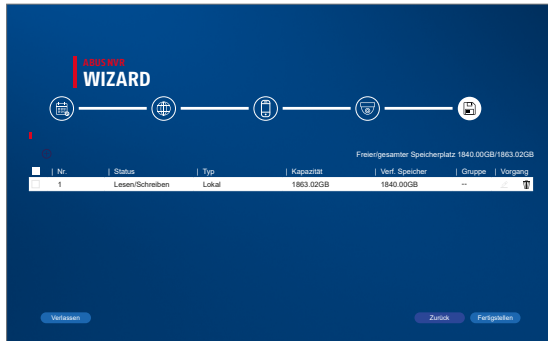 ABUS NVR
WIZARD
Freier/gesamter Speicherplatz 1840.00GB/1863.02GB
| Nr. | Status | Typ | Kapazität | Verf. Speicher | Gruppe | Vorgang
1 Lesen/Schreiben Lokal 1863.02GB 1840.00GB --
Verlassen Zurück Fertigstellen